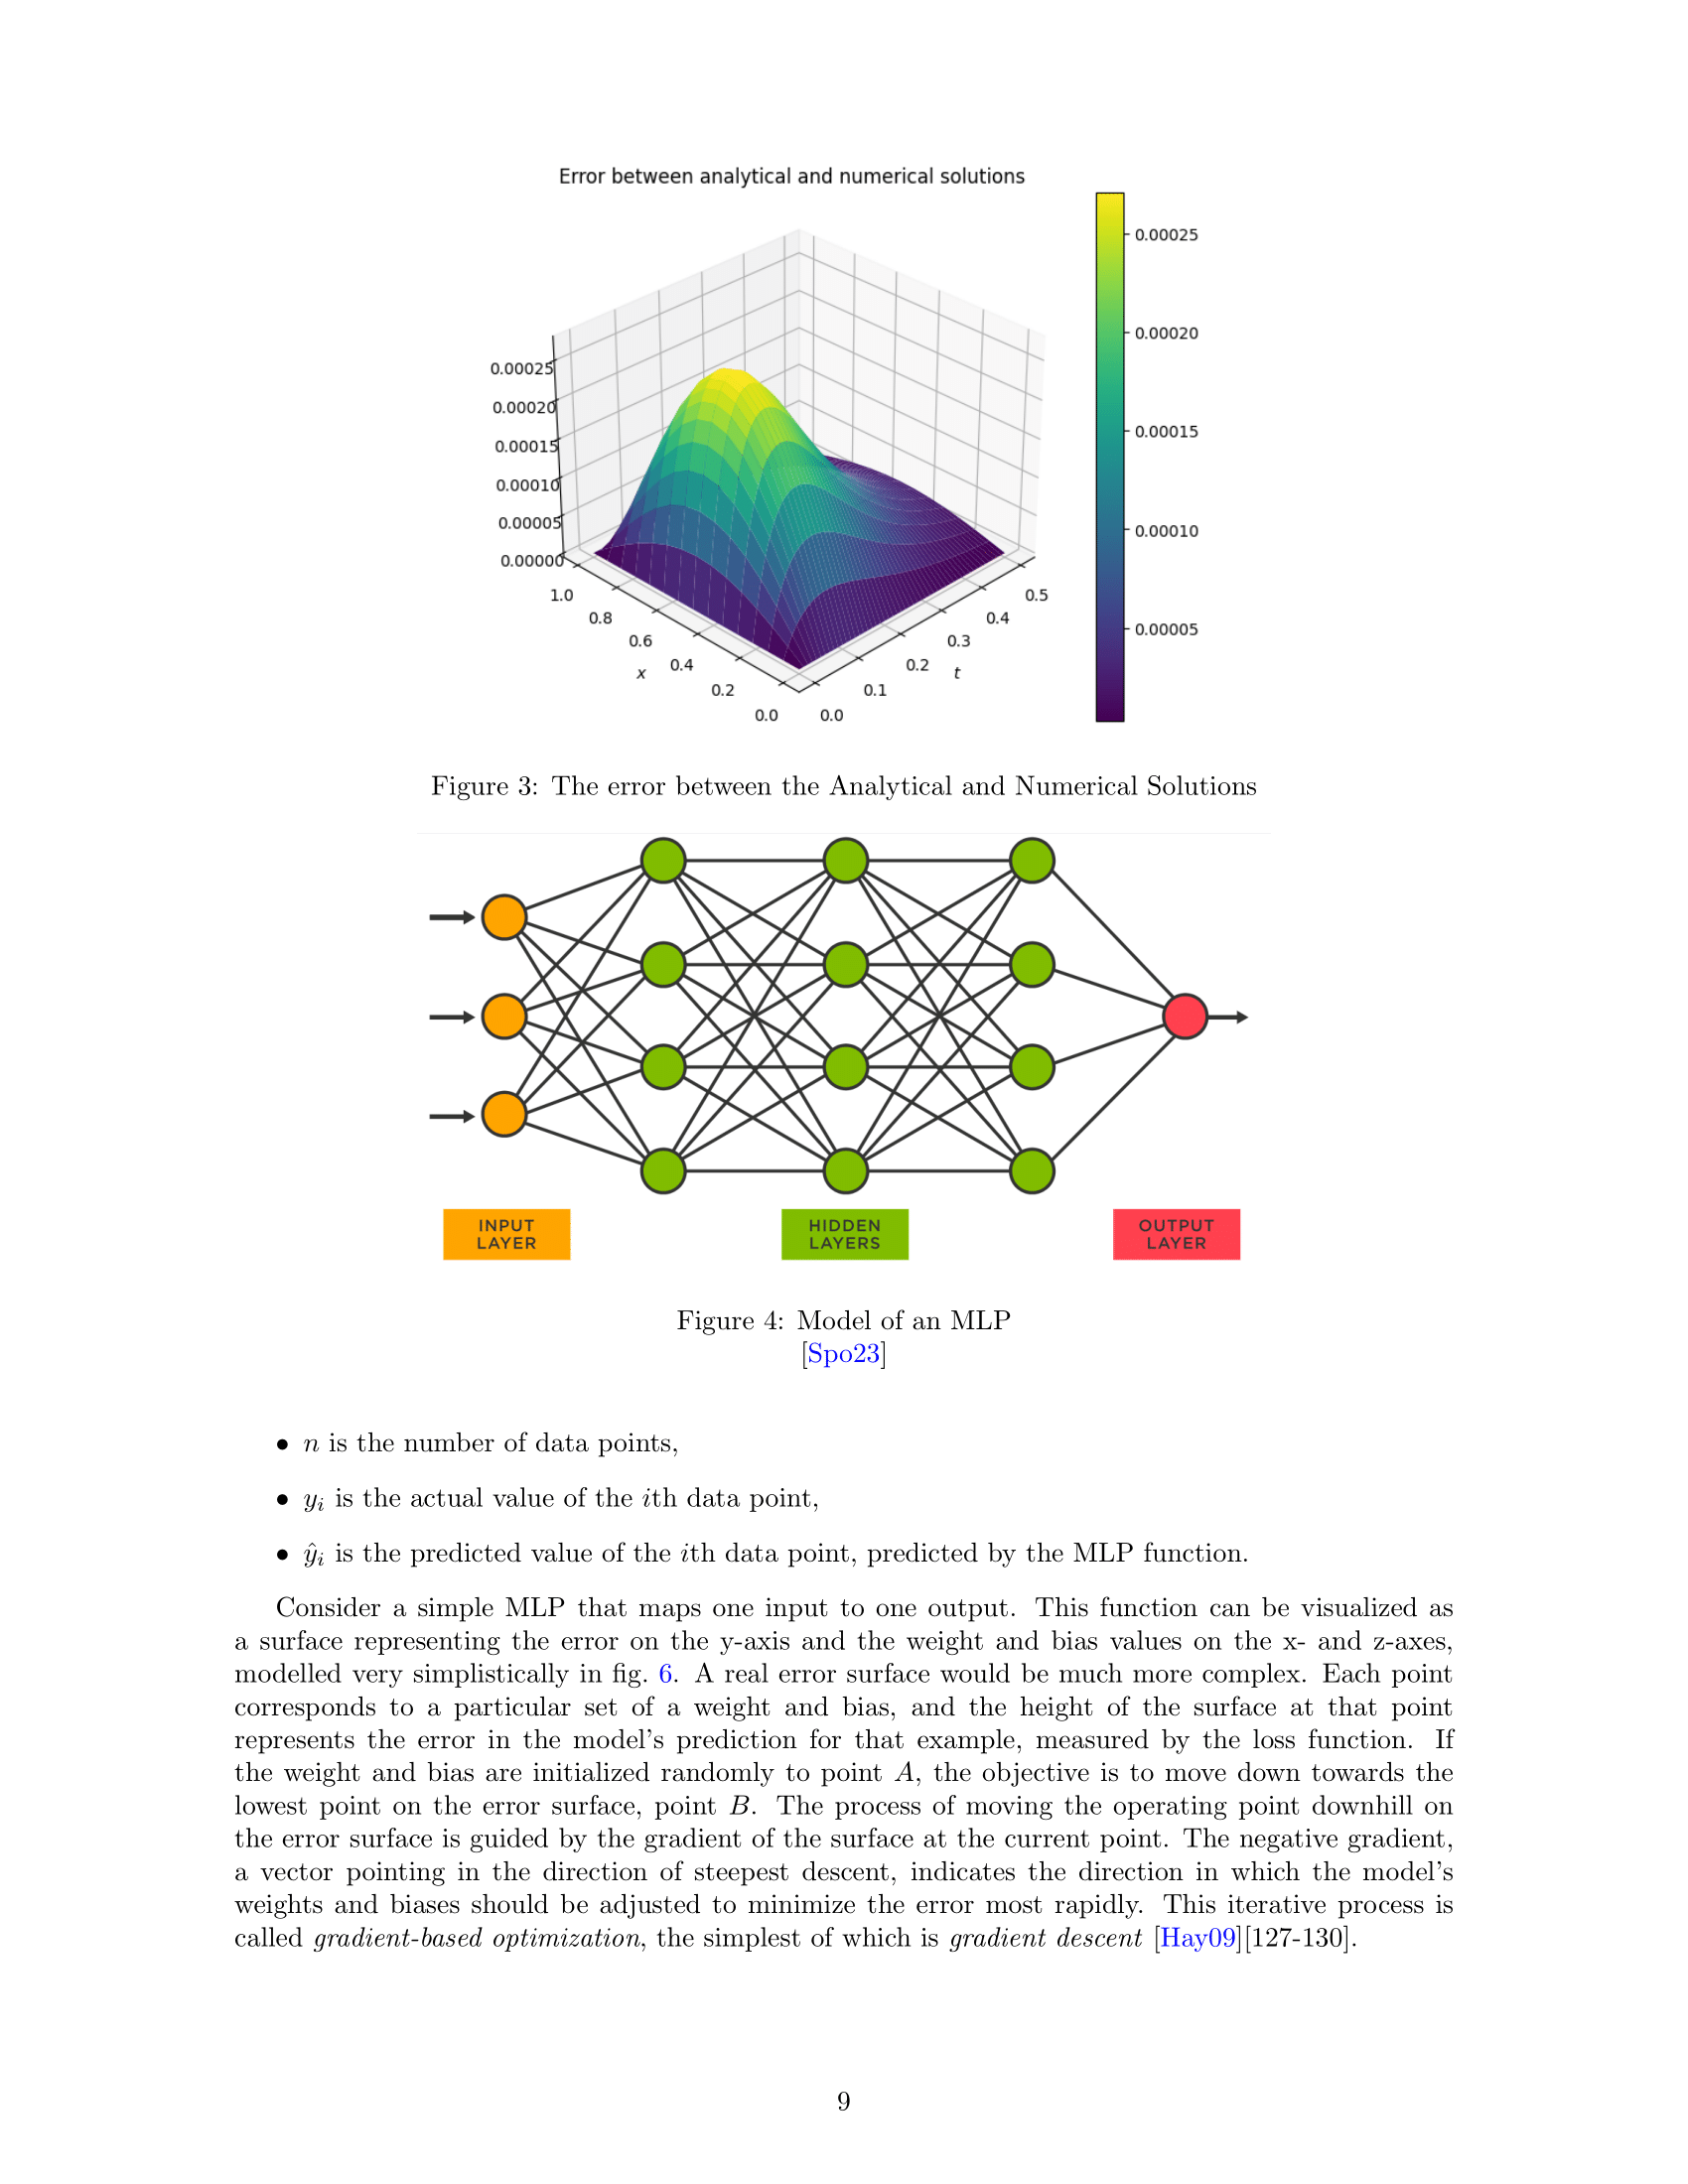 Error between analytical and numerical solutions
0.00025
0.00020
0.00015
0.00010
0.00005
0.00000
1.0
0.8
0.6
0.4
0.2
0.0
x
0.0
0.1
0.2
0.3
0.4
0.5
t
0.00025
0.00020
0.00015
0.00010
0.00005
Figure 3: The error between the Analytical and Numerical Solutions
INPUT
LAYER
HIDDEN
LAYERS
OUTPUT
LAYER
Figure 4: Model of an MLP
[Spo23]
• n is the number of data points,
• yᵢ is the actual value of the ith data point,
• ŷᵢ is the predicted value of the ith data point, predicted by the MLP function.
Consider a simple MLP that maps one input to one output. This function can be visualized as
a surface representing the error on the y-axis and the weight and bias values on the x- and z-axes,
modelled very simplistically in fig. 6. A real error surface would be much more complex. Each point
corresponds to a particular set of a weight and bias, and the height of the surface at that point
represents the error in the model's prediction for that example, measured by the loss function. If
the weight and bias are initialized randomly to point A, the objective is to move down towards the
lowest point on the error surface, point B. The process of moving the operating point downhill on
the error surface is guided by the gradient of the surface at the current point. The negative gradient,
a vector pointing in the direction of steepest descent, indicates the direction in which the model's
weights and biases should be adjusted to minimize the error most rapidly. This iterative process is
called gradient-based optimization, the simplest of which is gradient descent [Hay09][127-130].
9